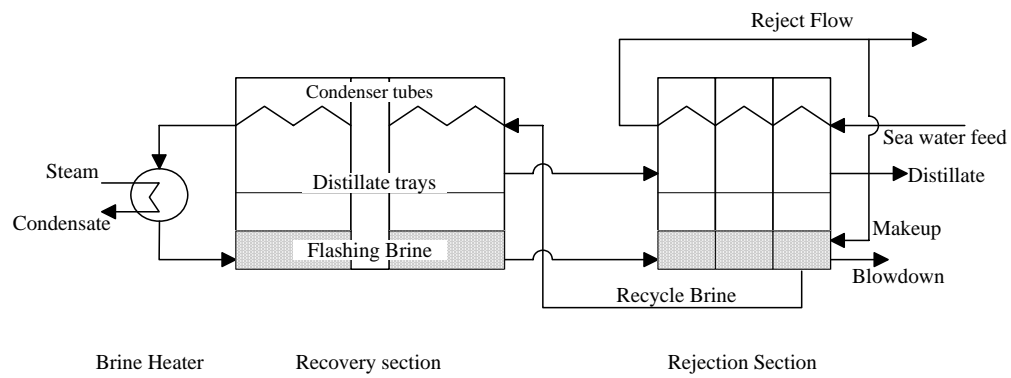 Reject Flow
Condenser tubes
Sea water feed
Steam
Distillate trays
Distillate
Condensate
Makeup
Flashing Brine
Blowdown
Recycle Brine
Brine Heater
Recovery section
Rejection Section